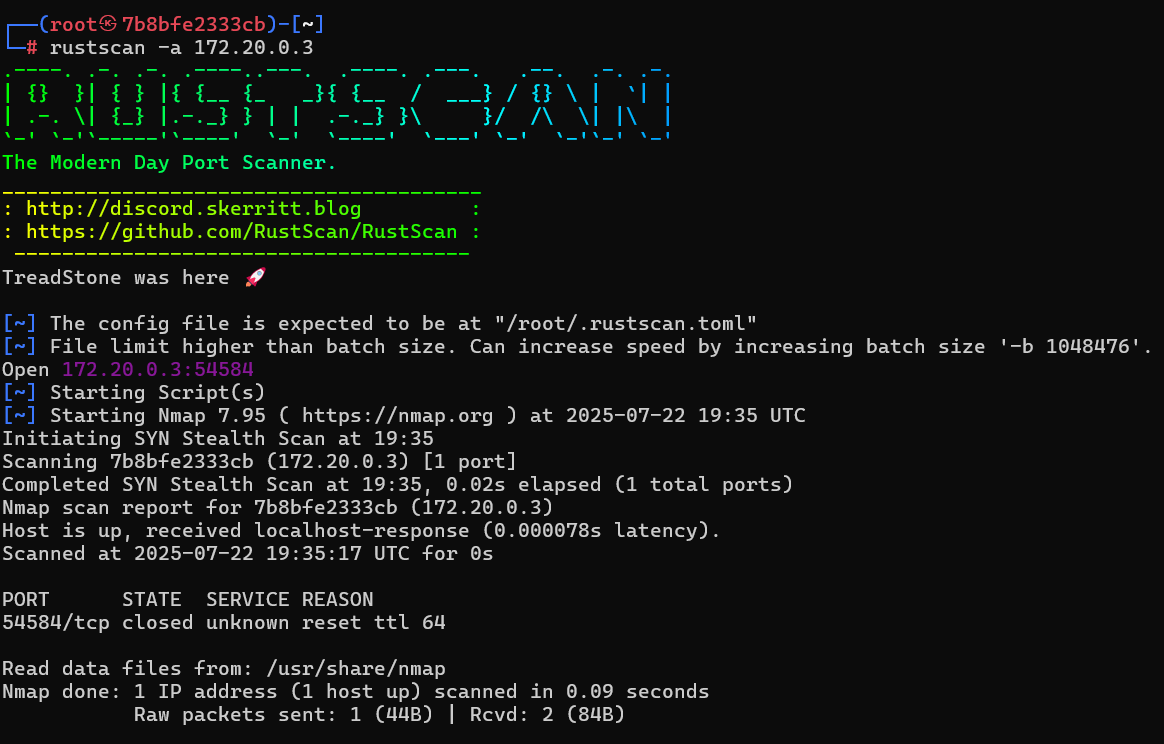 ┌──(root㉿7b8bfe2333cb)-[~]
└─# rustscan -a 172.20.0.3
.----. .-. .-. .----..---.  .----. .---.   .--.  .-. .-.
| {}  }| { } |{ {__ {_   _}{ {__  /  ___} / {} \ |  `| |
| .-. \| {_} |.-._} } | |  .-._} }\     }/  /\  \| |\  |
`-' `-'`-----'`----'  `-'  `----'  `---' `-'  `-'`-' `-'
The Modern Day Port Scanner.
________________________________________
: http://discord.skerritt.blog         :
: https://github.com/RustScan/RustScan :
 --------------------------------------
TreadStone was here 🚀

[~] The config file is expected to be at "/root/.rustscan.toml"
[~] File limit higher than batch size. Can increase speed by increasing batch size '-b 1048476'.
Open 172.20.0.3:54584
[~] Starting Script(s)
[~] Starting Nmap 7.95 ( https://nmap.org ) at 2025-07-22 19:35 UTC
Initiating SYN Stealth Scan at 19:35
Scanning 7b8bfe2333cb (172.20.0.3) [1 port]
Completed SYN Stealth Scan at 19:35, 0.02s elapsed (1 total ports)
Nmap scan report for 7b8bfe2333cb (172.20.0.3)
Host is up, received localhost-response (0.000078s latency).
Scanned at 2025-07-22 19:35:17 UTC for 0s

PORT      STATE  SERVICE REASON
54584/tcp closed unknown reset ttl 64

Read data files from: /usr/share/nmap
Nmap done: 1 IP address (1 host up) scanned in 0.09 seconds
           Raw packets sent: 1 (44B) | Rcvd: 2 (84B)